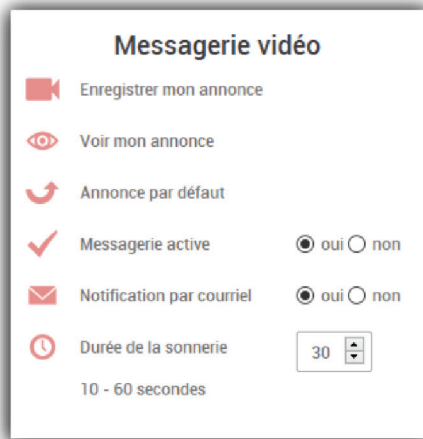 Messagerie vidéo
Enregistrer mon annonce
Voir mon annonce
Annonce par défaut
Messagerie active oui non
Notification par courriel oui non
Durée de la sonnerie 30
10 - 60 secondes